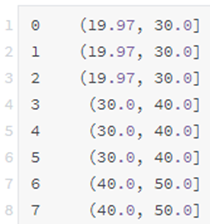 1 0 (19.97, 30.0]
2 1 (19.97, 30.0]
3 2 (19.97, 30.0]
4 3 (30.0, 40.0]
5 4 (30.0, 40.0]
6 5 (30.0, 40.0]
7 6 (40.0, 50.0]
8 7 (40.0, 50.0]